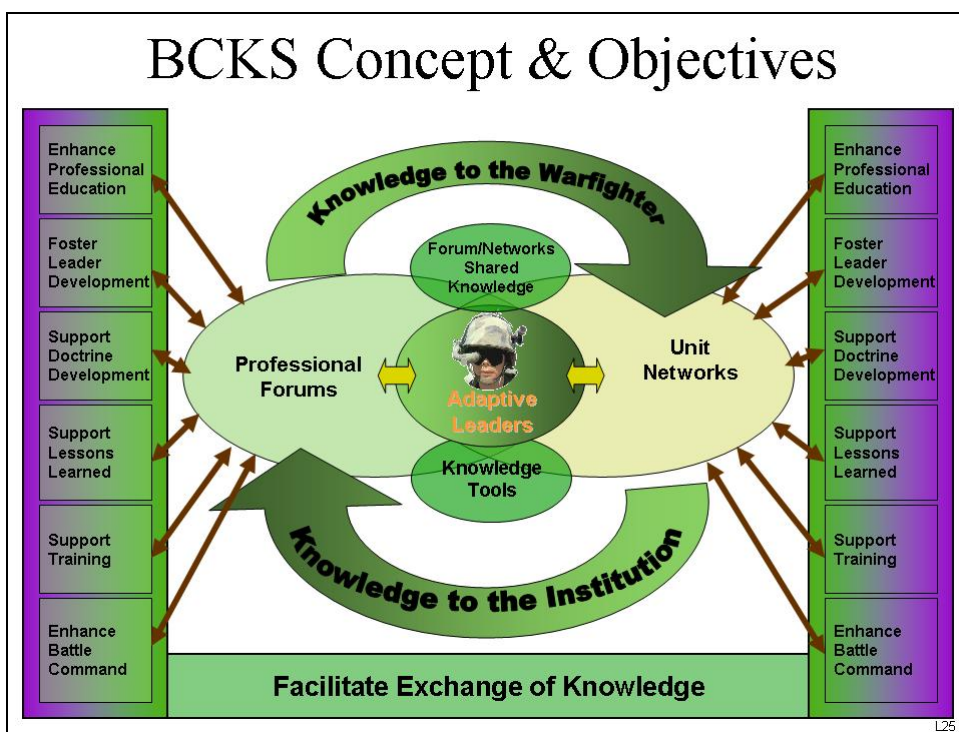 BCKS Concept & Objectives
Enhance
Professional
Education
Foster
Leader
Development
Support
Doctrine
Development
Support
Lessons
Learned
Support
Training
Enhance
Battle
Command
Knowledge to the Warfighter
Forum/Networks
Shared
Knowledge
Professional
Forums
Adaptive
Leaders
Unit
Networks
Knowledge
Tools
Knowledge to the Institution
Enhance
Professional
Education
Foster
Leader
Development
Support
Doctrine
Development
Support
Lessons
Learned
Support
Training
Enhance
Battle
Command
Facilitate Exchange of Knowledge
L25